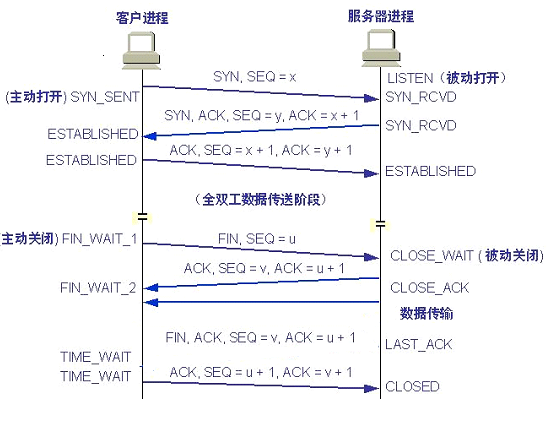 客户进程
服务器进程
SYN, SEQ = x
LISTEN（被动打开）
(主动打开) SYN_SENT
SYN_RCVD
SYN, ACK, SEQ = y, ACK = x + 1
SYN_RCVD
ESTABLISHED
ACK, SEQ = x + 1, ACK = y + 1
ESTABLISHED
ESTABLISHED
（全双工数据传送阶段）
(主动关闭) FIN_WAIT_1
FIN, SEQ = u
CLOSE_WAIT ( 被动关闭)
ACK, SEQ = v, ACK = u + 1
FIN_WAIT_2
CLOSE_ACK
数据传输
FIN, ACK, SEQ = v, ACK = u + 1
LAST_ACK
TIME_WAIT
TIME_WAIT
ACK, SEQ = u + 1, ACK = v + 1
CLOSED